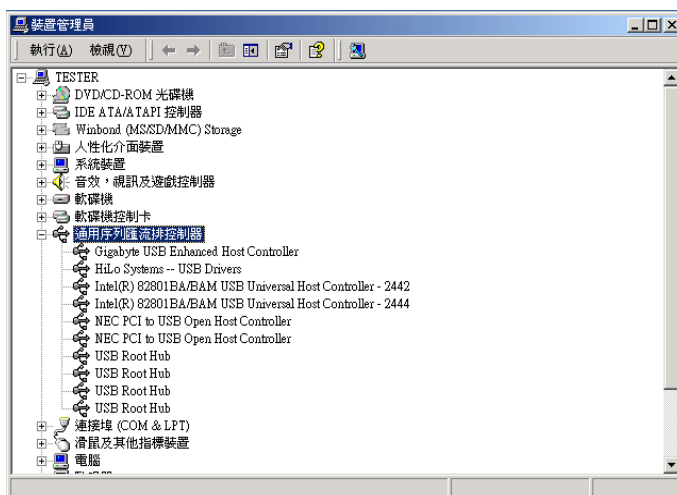 裝置管理員
執行(A) 檢視(V)
TESTER
DVD/CD-ROM 光碟機
IDE ATA/ATAPI 控制器
Winbond (MS/SD/MMC) Storage
人性化介面裝置
系統裝置
音效，視訊及遊戲控制器
軟碟機
軟碟機控制卡
通用序列匯流排控制器
Gigabyte USB Enhanced Host Controller
HiLo Systems -- USB Drivers
Intel(R) 82801BA/BAM USB Universal Host Controller - 2442
Intel(R) 82801BA/BAM USB Universal Host Controller - 2444
NEC PCI to USB Open Host Controller
NEC PCI to USB Open Host Controller
USB Root Hub
USB Root Hub
USB Root Hub
USB Root Hub
連接埠 (COM & LPT)
滑鼠及其他指標裝置
電腦